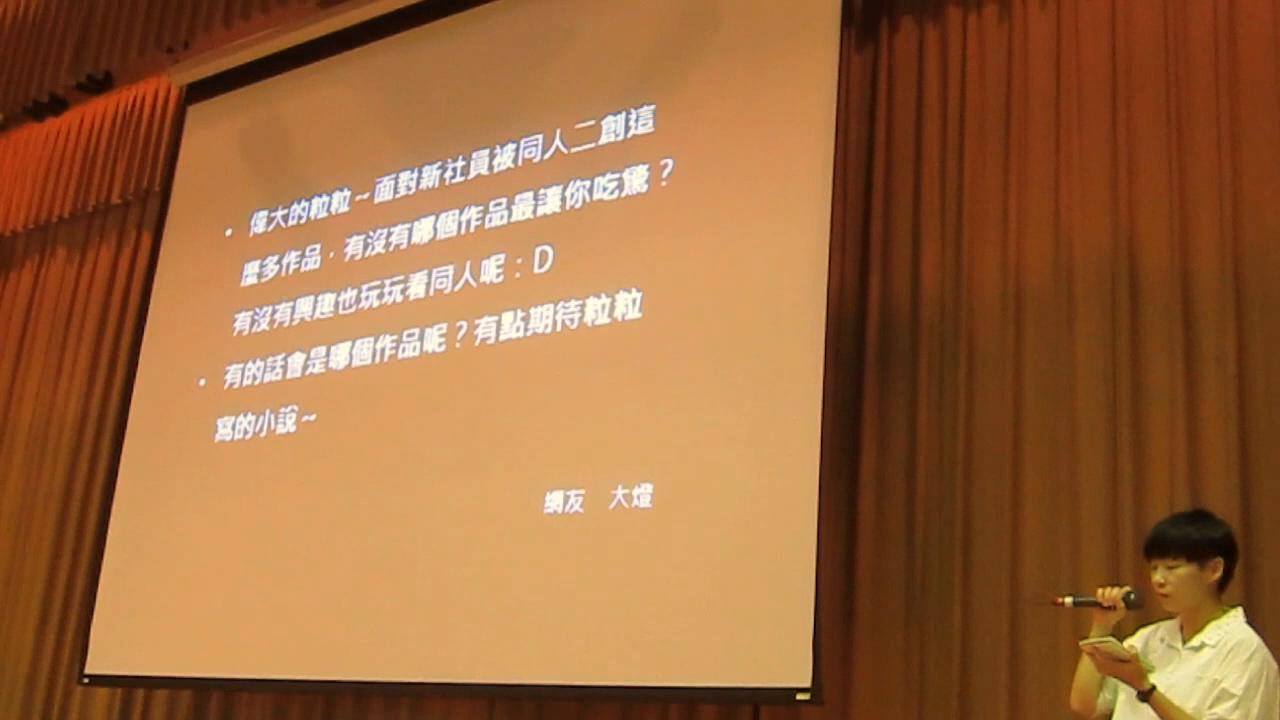 • 偉大的粒粒～面對新社員被同人二創這
麼多作品，有沒有哪個作品最讓你吃驚？
有沒有興趣也玩玩看同人呢：D
• 有的話會是哪個作品呢？有點期待粒粒
寫的小說～
網友 大燈